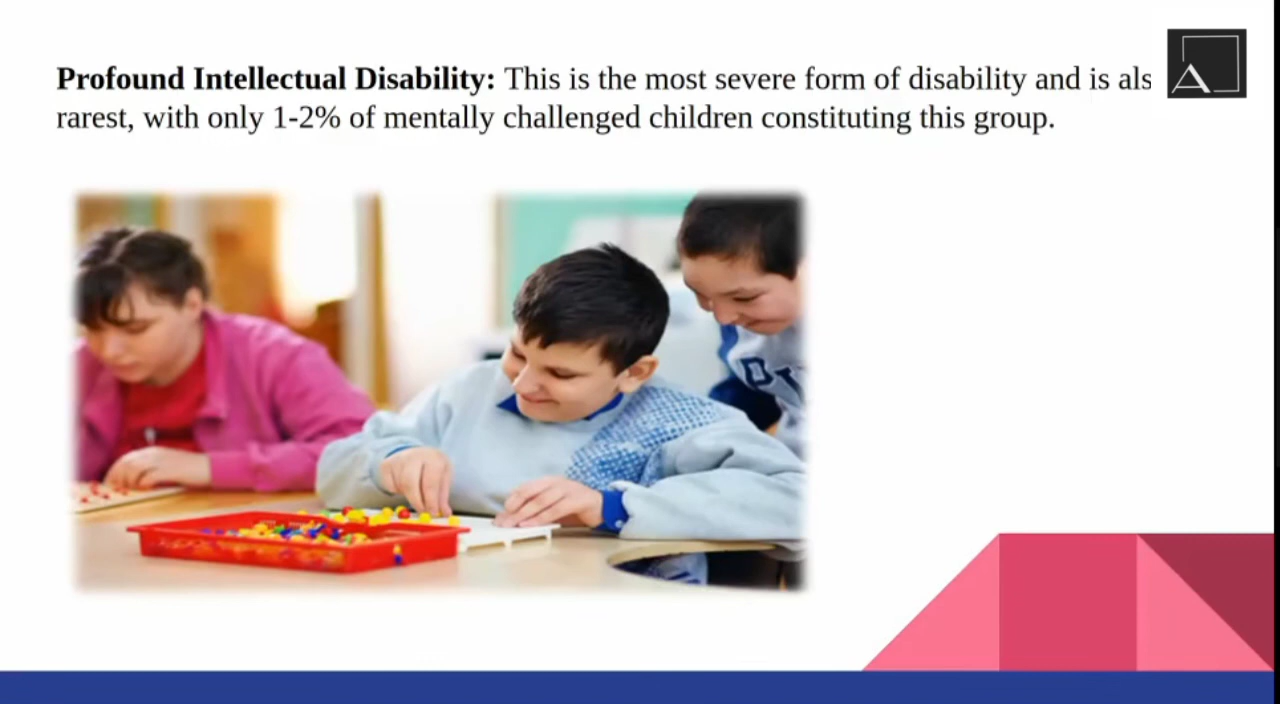 Profound Intellectual Disability: This is the most severe form of disability and is als
rarest, with only 1-2% of mentally challenged children constituting this group.
A